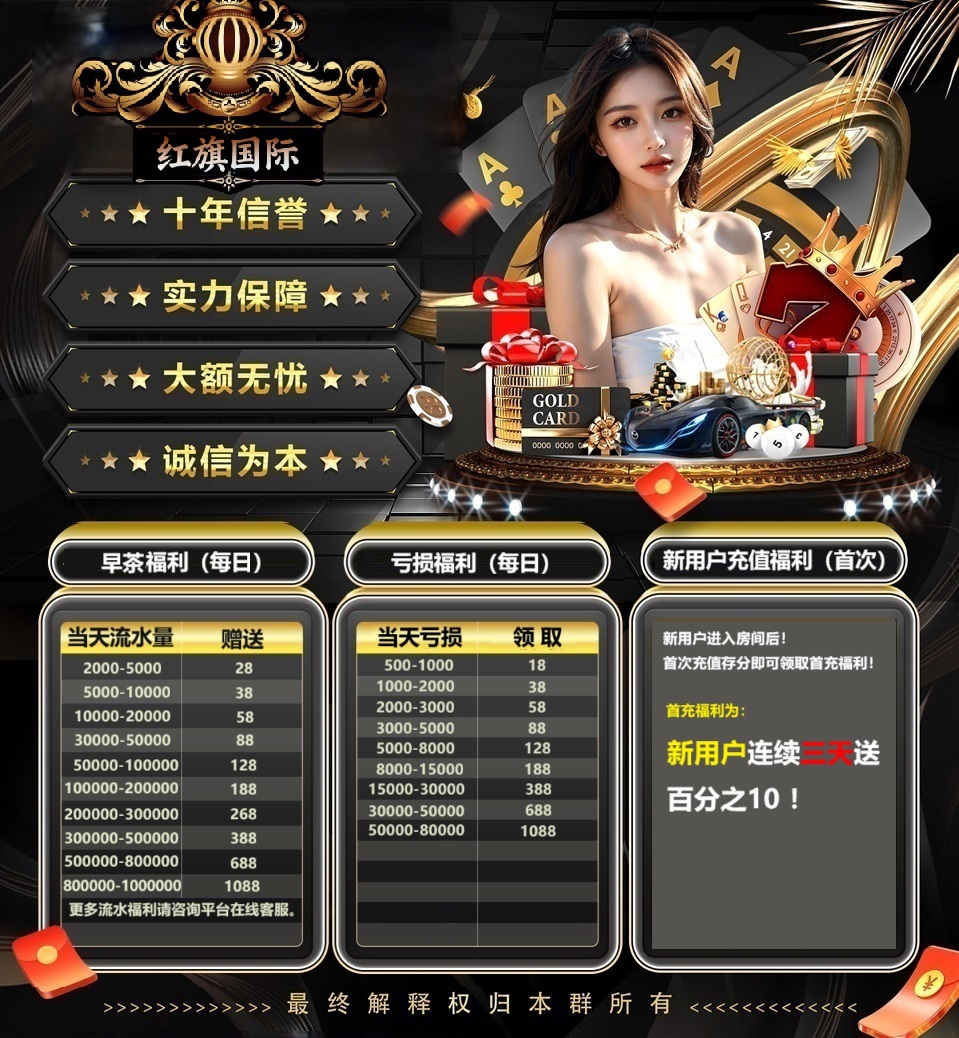 红旗国际
十年信誉
实力保障
大额无忧
诚信为本
A
A
A
4 21
K
Q
7
GOLD
CARD
0000 0000
1 5 6
早茶福利（每日）
当天流水量 赠送
2000-5000 28
5000-10000 38
10000-20000 58
30000-50000 88
50000-100000 128
100000-200000 188
200000-300000 268
300000-500000 388
500000-800000 688
800000-1000000 1088
更多流水福利请咨询平台在线客服。
亏损福利（每日）
当天亏损 领 取
500-1000 18
1000-2000 38
2000-3000 58
3000-5000 88
5000-8000 128
8000-15000 188
15000-30000 388
30000-50000 688
50000-80000 1088
新用户充值福利（首次）
新用户进入房间后！
首次充值存分即可领取首充福利！
首充福利为：
新用户连续三天送
百分之10！
>>>>>>>>>>>>> 最终解释权归本群所有 <<<<<<<<<<<<<
¥